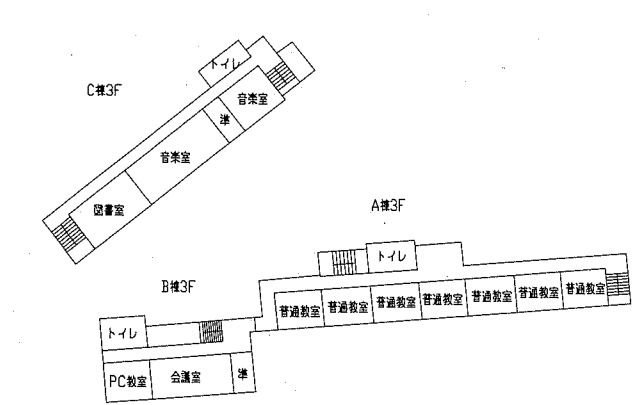 トイレ
C棟3F
音楽室
準
音楽室
図書室
A棟3F
トイレ
B棟3F
普通教室
普通教室
普通教室
普通教室
普通教室
普通教室
普通教室
トイレ
PC教室
会議室
準